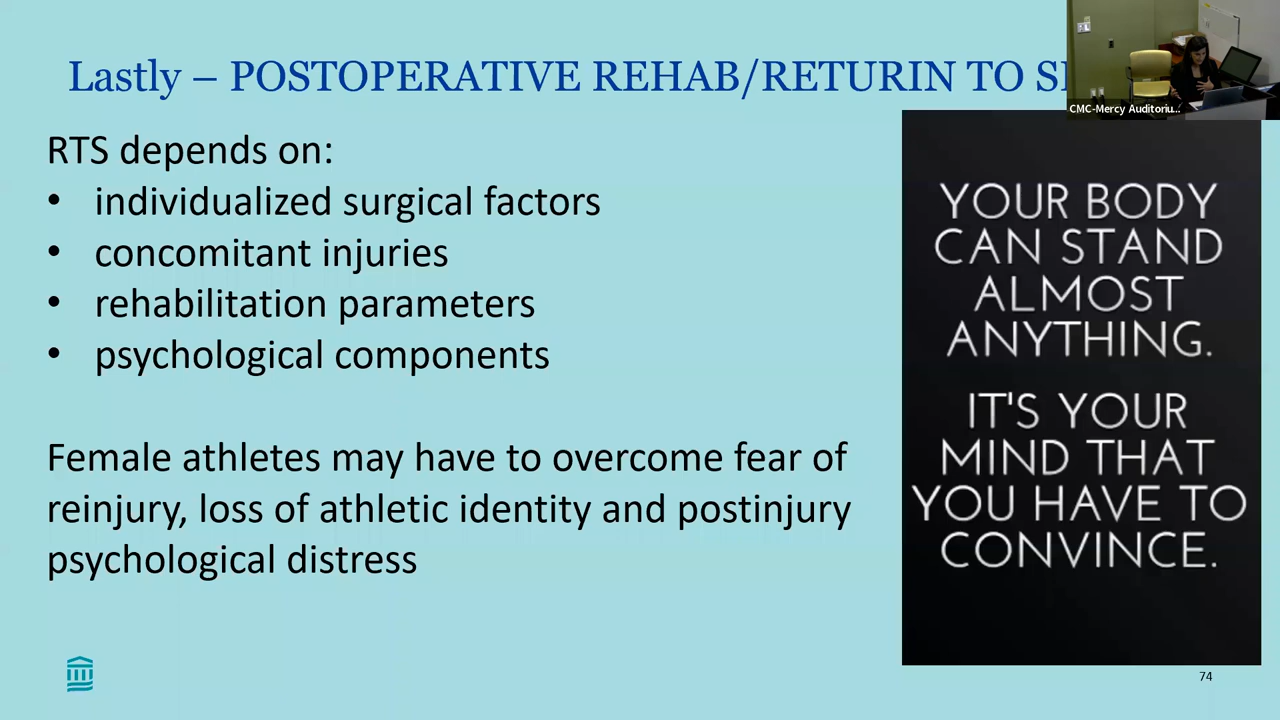 Lastly – POSTOPERATIVE REHAB/RETURIN TO
CMC-Mercy Auditoriu...
RTS depends on:
• individualized surgical factors
• concomitant injuries
• rehabilitation parameters
• psychological components
Female athletes may have to overcome fear of
reinjury, loss of athletic identity and postinjury
psychological distress
YOUR BODY
CAN STAND
ALMOST
ANYTHING.
IT'S YOUR
MIND THAT
YOU HAVE TO
CONVINCE.
74